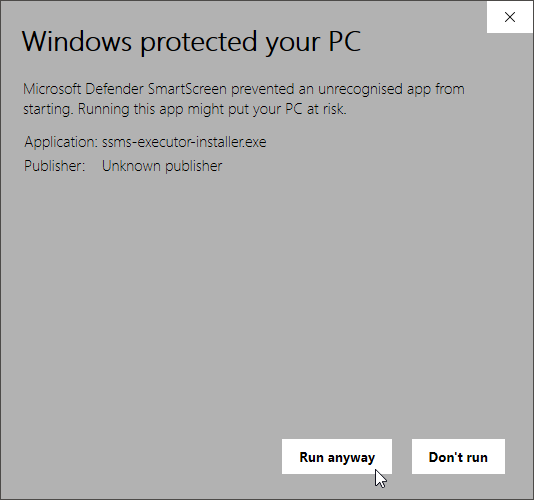 Windows protected your PC
Microsoft Defender SmartScreen prevented an unrecognised app from
starting. Running this app might put your PC at risk.
Application: ssms-executor-installer.exe
Publisher: Unknown publisher
Run anyway Don't run